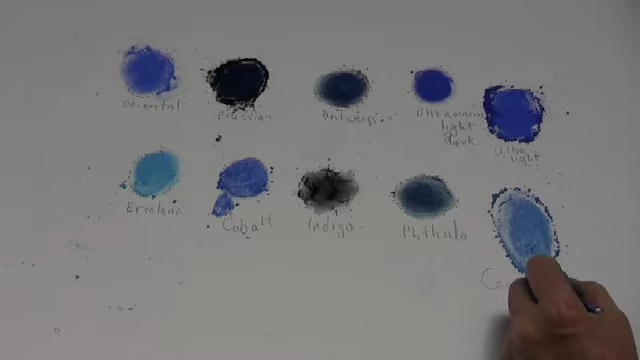 Oriental
Prussian
Antwerp
Ultramarine
light
dark
Ultra
light
Ercolano
Cobalt
Indigo
Phthalo